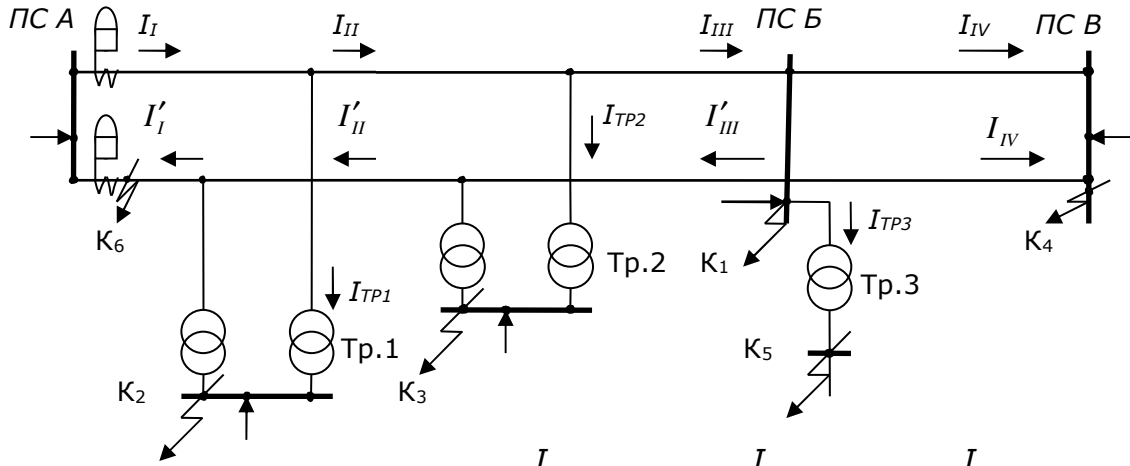 ПС А I_I I_II I_III ПС Б I_IV ПС В
I'_I I'_II I_ТР2 I'_III I_IV
К₆ К₁ I_ТР3 К₄
Тр.2 Тр.3
I_ТР1
К₂ Тр.1 К₃ К₅
I I I